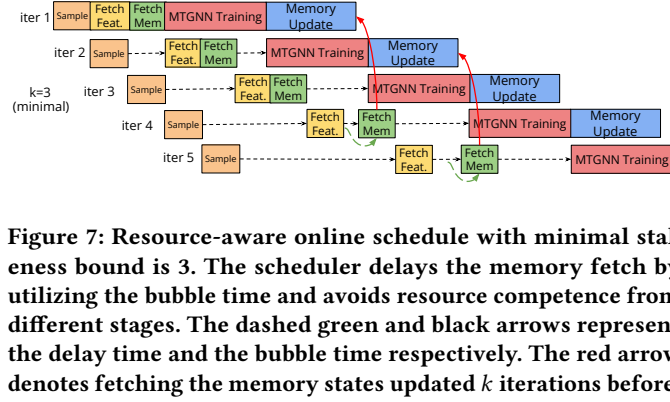 iter 1 Sample Fetch Feat. Fetch Mem MTGNN Training Memory Update
iter 2 Sample Fetch Feat. Fetch Mem MTGNN Training Memory Update
k=3 (minimal)
iter 3 Sample Fetch Feat. Fetch Mem MTGNN Training Memory Update
iter 4 Sample Fetch Feat. Fetch Mem MTGNN Training Memory Update
iter 5 Sample Fetch Feat. Fetch Mem MTGNN Training
Figure 7: Resource-aware online schedule with minimal stal
eness bound is 3. The scheduler delays the memory fetch by
utilizing the bubble time and avoids resource competence from
different stages. The dashed green and black arrows represen
the delay time and the bubble time respectively. The red arrow
denotes fetching the memory states updated k iterations before